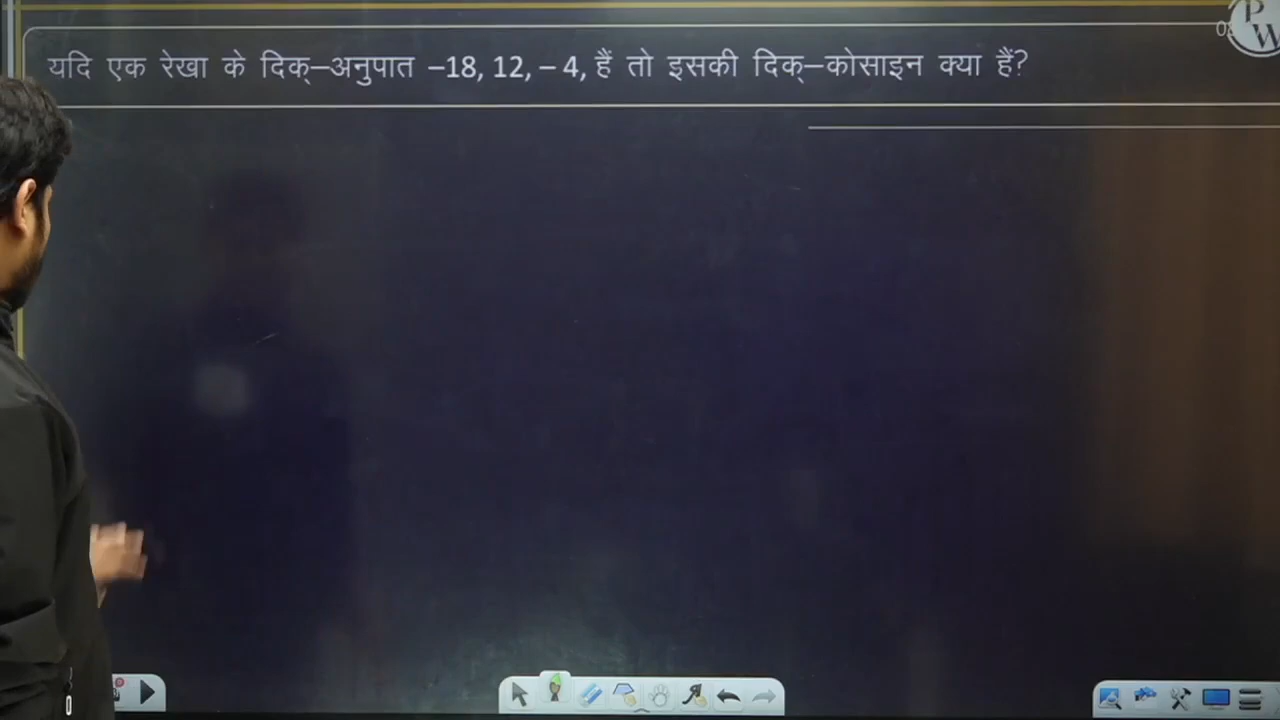 यदि एक रेखा के दिक्–अनुपात –18, 12, – 4, हैं तो इसकी दिक्–कोसाइन क्या हैं?
P
W